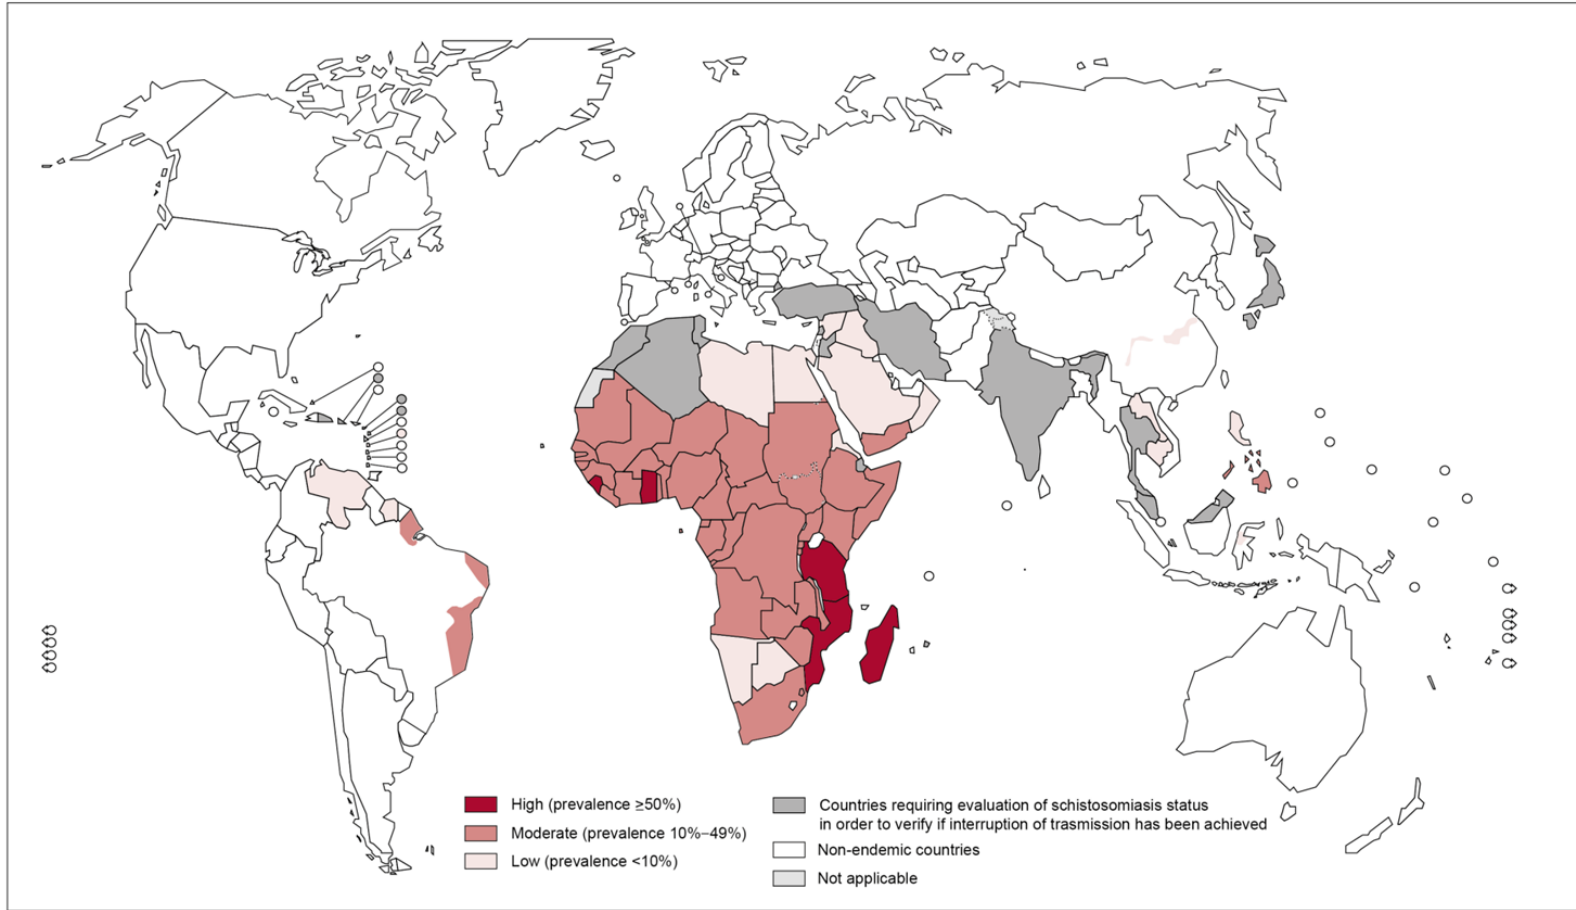 High (prevalence ≥50%)
Moderate (prevalence 10%–49%)
Low (prevalence <10%)
Countries requiring evaluation of schistosomiasis status
in order to verify if interruption of trasmission has been achieved
Non-endemic countries
Not applicable